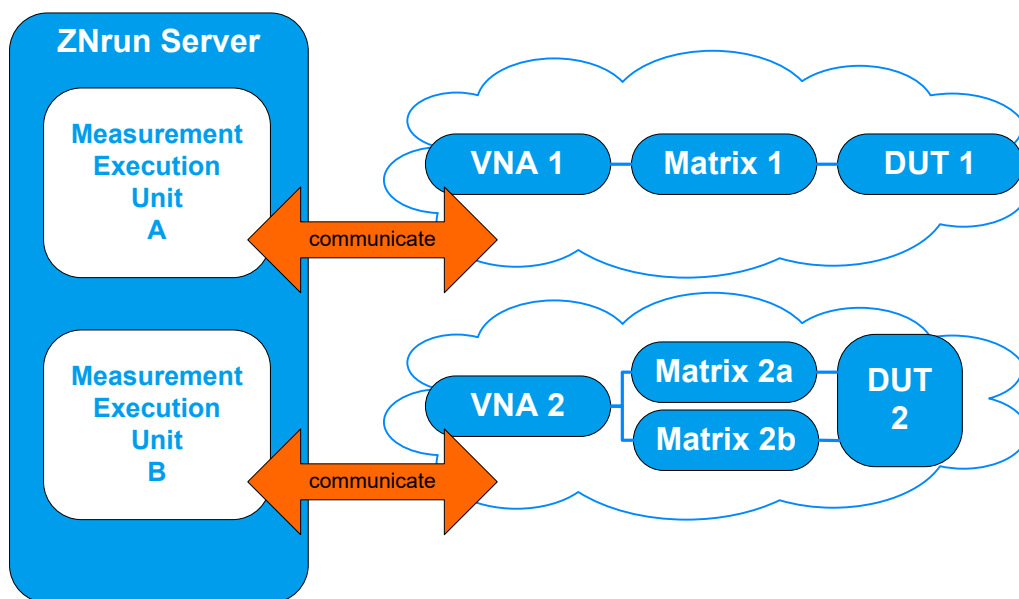 ZNrun Server
Measurement
Execution
Unit
A
communicate
VNA 1
Matrix 1
DUT 1
Measurement
Execution
Unit
B
communicate
VNA 2
Matrix 2a
Matrix 2b
DUT
2